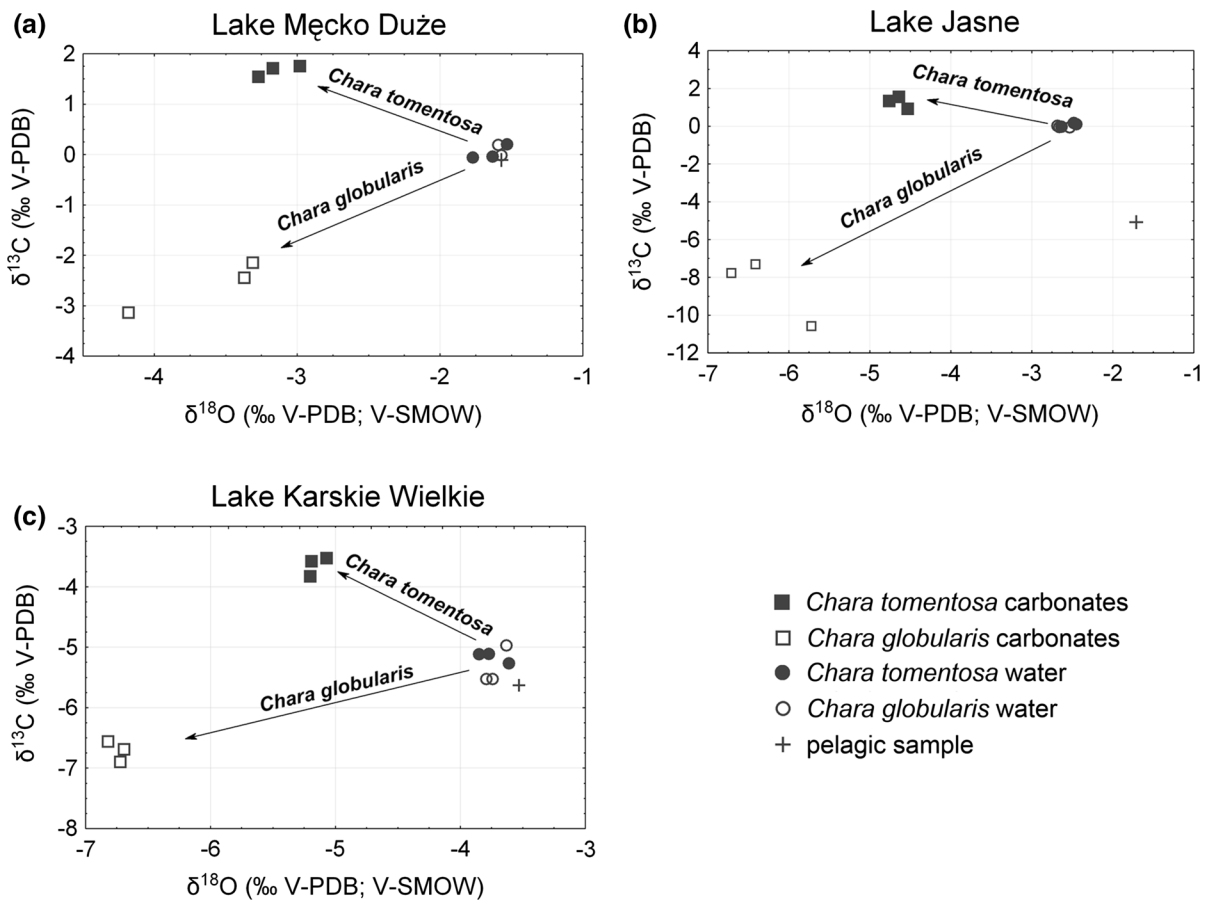 (a)
Lake Męcko Duże
2
1
0
-1
-2
-3
-4
δ¹³C (‰ V-PDB)
Chara tomentosa
Chara globularis
-4
-3
-2
-1
δ¹⁸O (‰ V-PDB; V-SMOW)
(b)
Lake Jasne
4
2
0
-2
-4
-6
-8
-10
-12
δ¹³C (‰ V-PDB)
Chara tomentosa
Chara globularis
-7
-6
-5
-4
-3
-2
-1
δ¹⁸O (‰ V-PDB; V-SMOW)
(c)
Lake Karskie Wielkie
-3
-4
-5
-6
-7
-8
δ¹³C (‰ V-PDB)
Chara tomentosa
Chara globularis
-7
-6
-5
-4
-3
δ¹⁸O (‰ V-PDB; V-SMOW)
Chara tomentosa carbonates
Chara globularis carbonates
Chara tomentosa water
Chara globularis water
pelagic sample